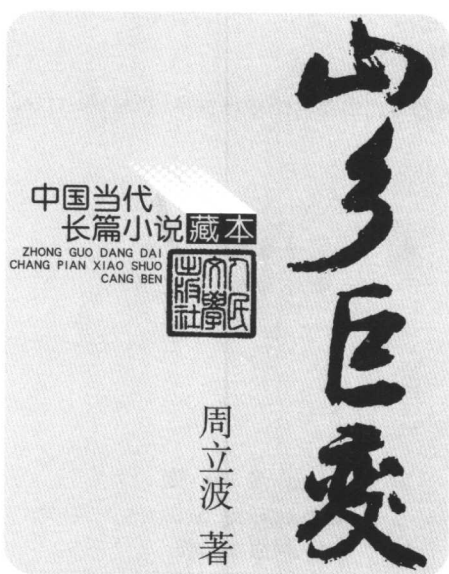 山乡巨变
中国当代
长篇小说藏本
ZHONG GUO DANG DAI
CHANG PIAN XIAO SHUO
CANG BEN
人民文学出版社
周立波 著